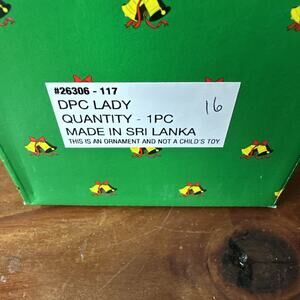 #26306 - 117
DPC LADY
16
QUANTITY - 1PC
MADE IN SRI LANKA
THIS IS AN ORNAMENT AND NOT A CHILD'S TOY